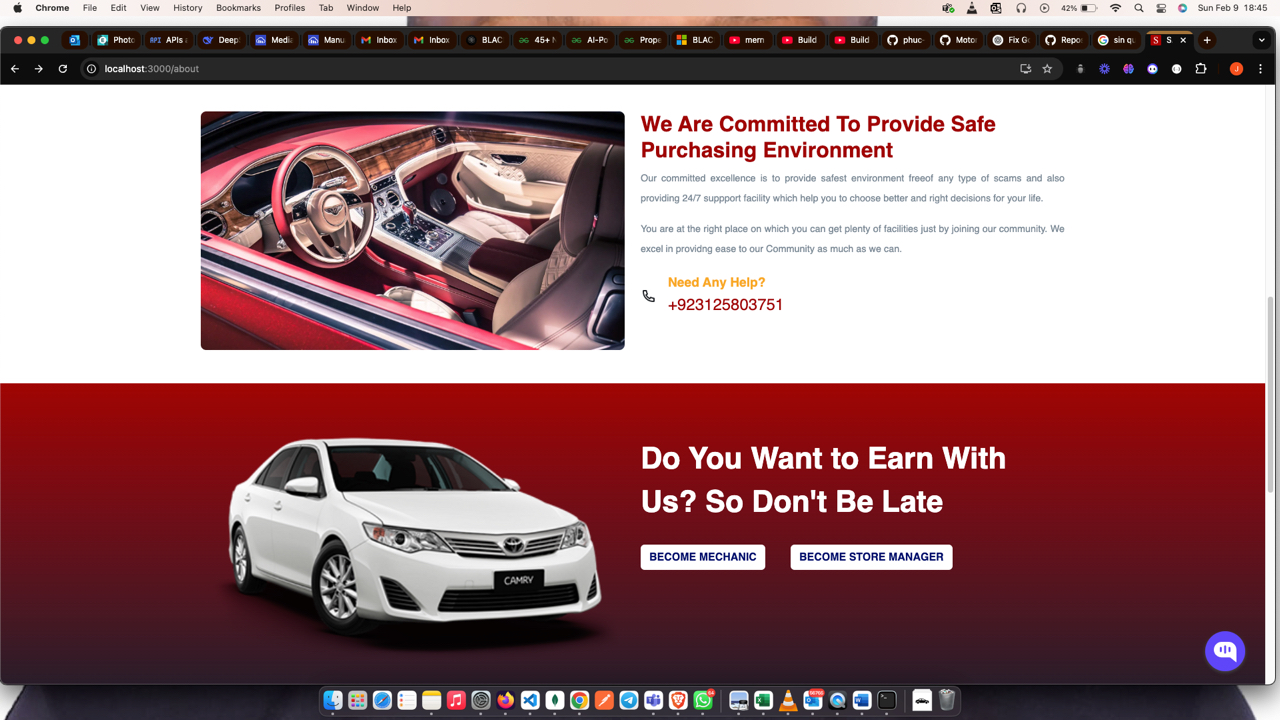 Chrome File Edit View History Bookmarks Profiles Tab Window Help 42% Sun Feb 9 18:45
Photo RPI APIs Deep Media Manu Inbox Inbox BLAC 45+ AI-Po Prope BLAC mern Build Build phuc- Motor Fix G Repo sin qu S
localhost:3000/about J
We Are Committed To Provide Safe
Purchasing Environment
Our committed excellence is to provide safest environment freeof any type of scams and also
providing 24/7 suppport facility which help you to choose better and right decisions for your life.
You are at the right place on which you can get plenty of facilities just by joining our community. We
excel in providng ease to our Community as much as we can.
Need Any Help?
+923125803751
Do You Want to Earn With
Us? So Don't Be Late
BECOME MECHANIC BECOME STORE MANAGER
CAMRY